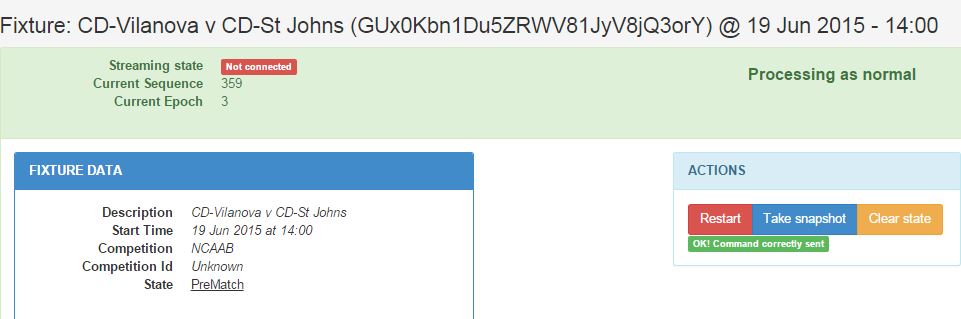 Fixture: CD-Vilanova v CD-St Johns (GUx0Kbn1Du5ZRWV81JyV8jQ3orY) @ 19 Jun 2015 - 14:00
Streaming state Not connected
Current Sequence 359
Current Epoch 3
Processing as normal
FIXTURE DATA
Description CD-Vilanova v CD-St Johns
Start Time 19 Jun 2015 at 14:00
Competition NCAAB
Competition Id Unknown
State PreMatch
ACTIONS
Restart Take snapshot Clear state
OK! Command correctly sent